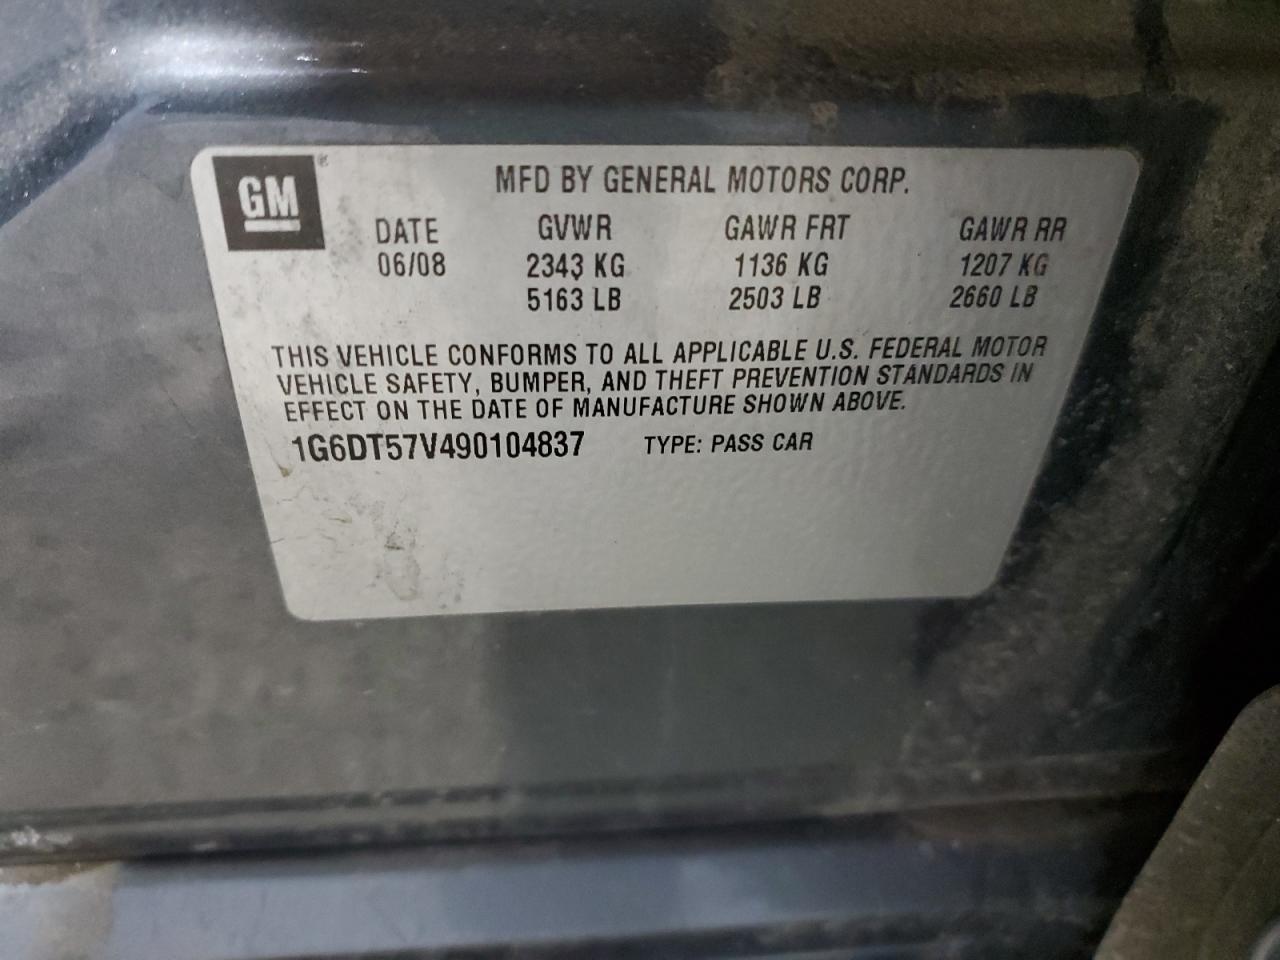 GM®
MFD BY GENERAL MOTORS CORP.
DATE GVWR GAWR FRT GAWR RR
06/08 2343 KG 1136 KG 1207 KG
5163 LB 2503 LB 2660 LB
THIS VEHICLE CONFORMS TO ALL APPLICABLE U.S. FEDERAL MOTOR
VEHICLE SAFETY, BUMPER, AND THEFT PREVENTION STANDARDS IN
EFFECT ON THE DATE OF MANUFACTURE SHOWN ABOVE.
1G6DT57V490104837 TYPE: PASS CAR